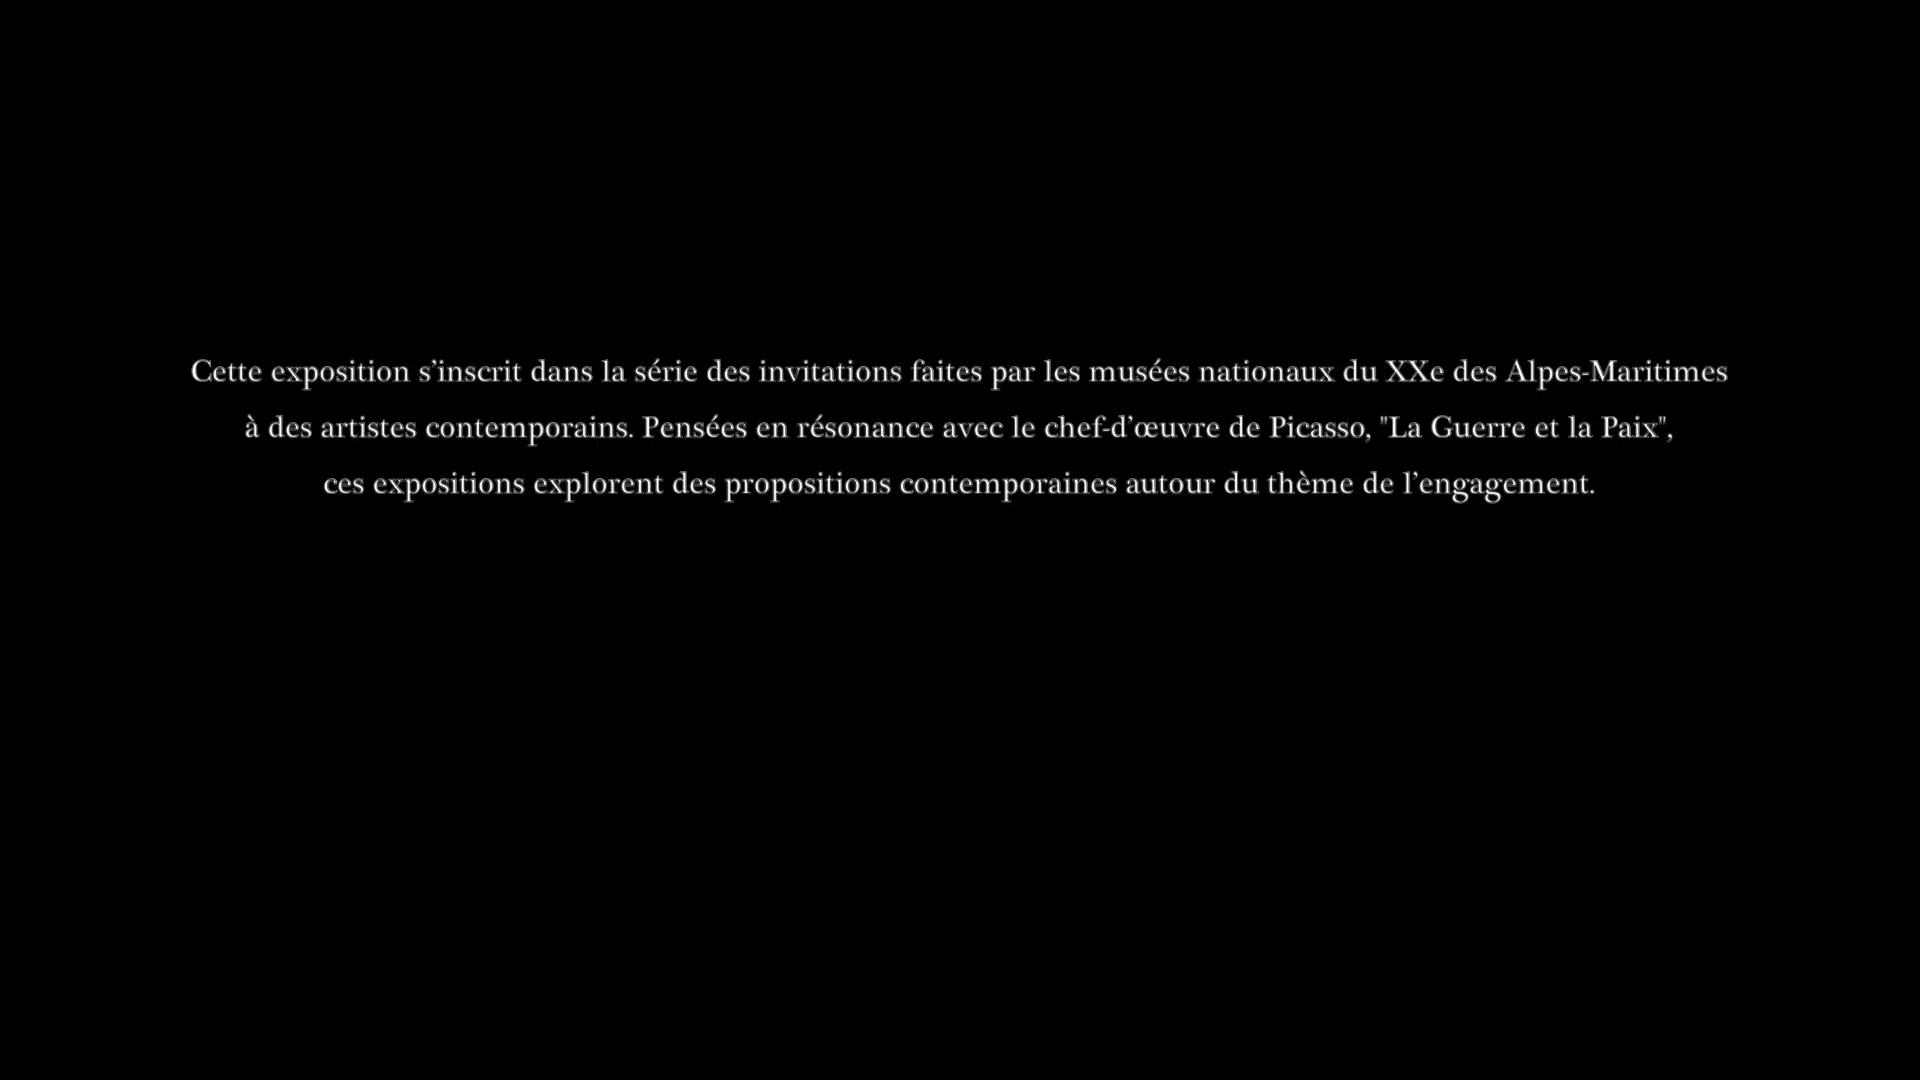 Cette exposition s’inscrit dans la série des invitations faites par les musées nationaux du XXe des Alpes-Maritimes
à des artistes contemporains. Pensées en résonance avec le chef-d’œuvre de Picasso, "La Guerre et la Paix",
ces expositions explorent des propositions contemporaines autour du thème de l’engagement.